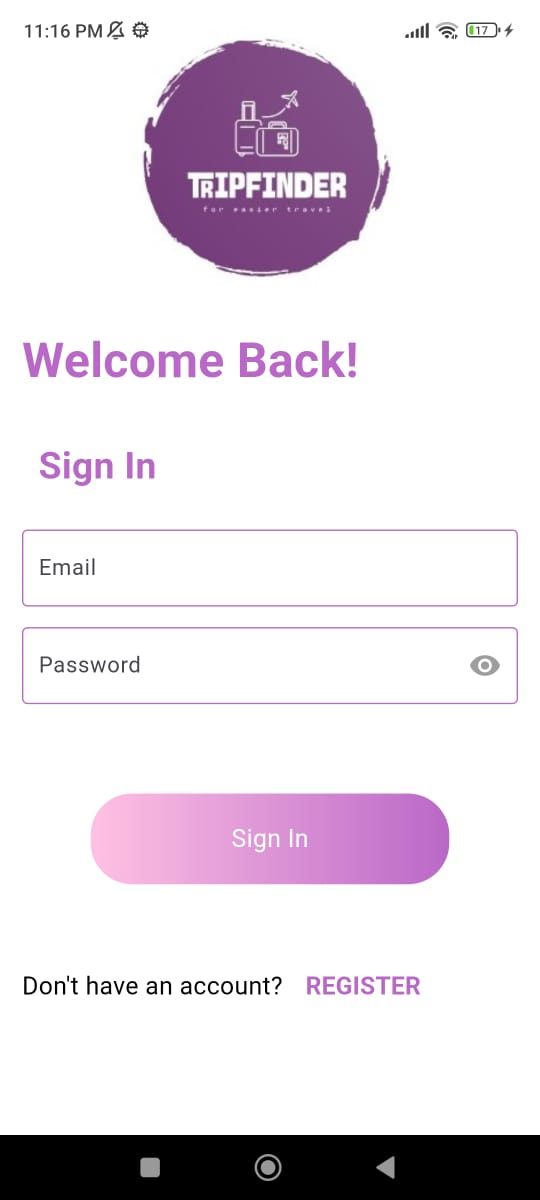 11:16 PM
17
TRIPFINDER
for easier travel
Welcome Back!
Sign In
Email
Password
Sign In
Don't have an account? REGISTER